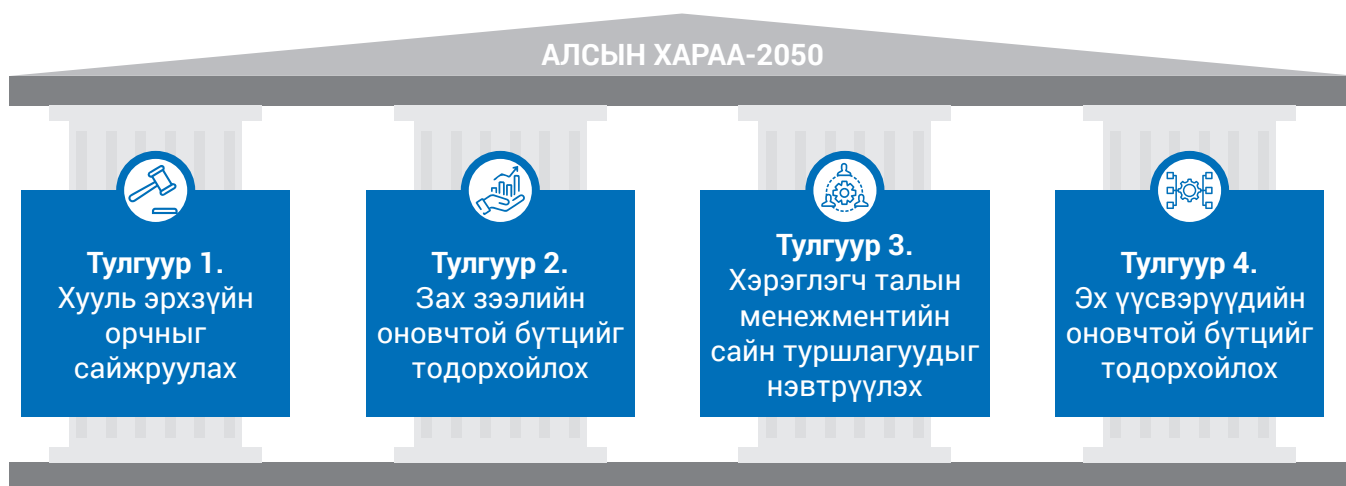 АЛСЫН ХАРАА-2050
Тулгуур 1.
Хууль эрхзүйн
орчныг
сайжруулах
Тулгуур 2.
Зах зээлийн
оновчтой бүтцийг
тодорхойлох
Тулгуур 3.
Хэрэглэгч талын
менежментийн
сайн туршлагуудыг
нэвтрүүлэх
Тулгуур 4.
Эх үүсвэрүүдийн
оновчтой бүтцийг
тодорхойлох